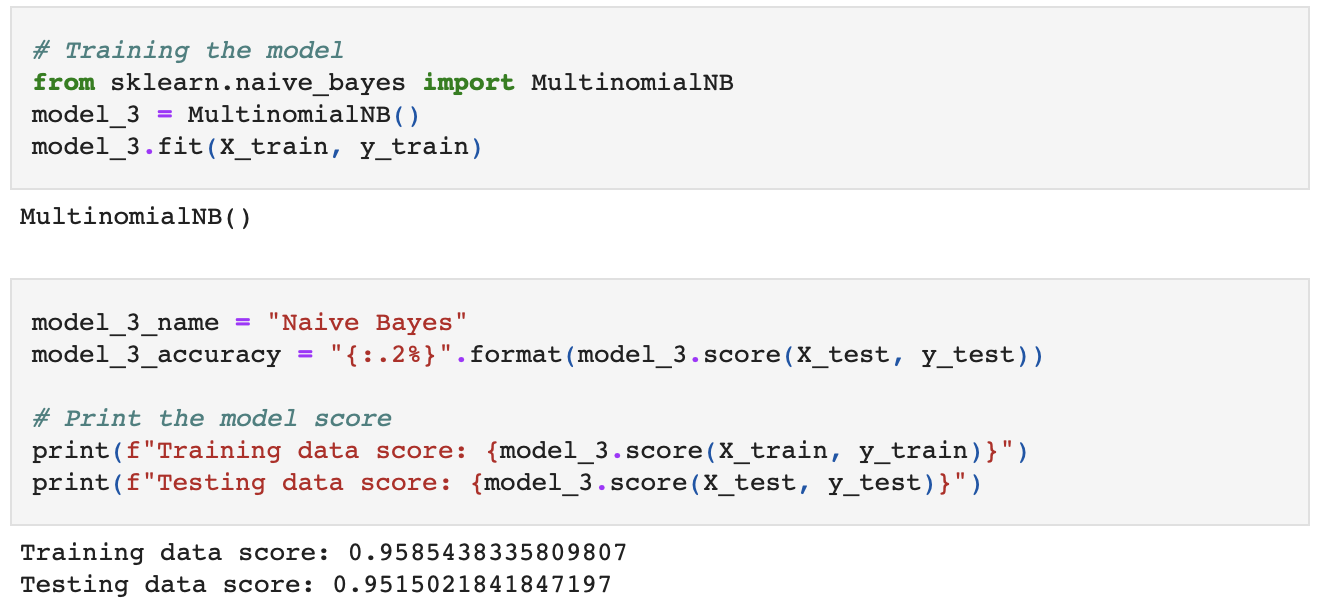 # Training the model
from sklearn.naive_bayes import MultinomialNB
model_3 = MultinomialNB()
model_3.fit(X_train, y_train)
MultinomialNB()
model_3_name = "Naive Bayes"
model_3_accuracy = "{:.2%}".format(model_3.score(X_test, y_test))
# Print the model score
print(f"Training data score: {model_3.score(X_train, y_train)}")
print(f"Testing data score: {model_3.score(X_test, y_test)}")
Training data score: 0.9585438335809807
Testing data score: 0.9515021841847197